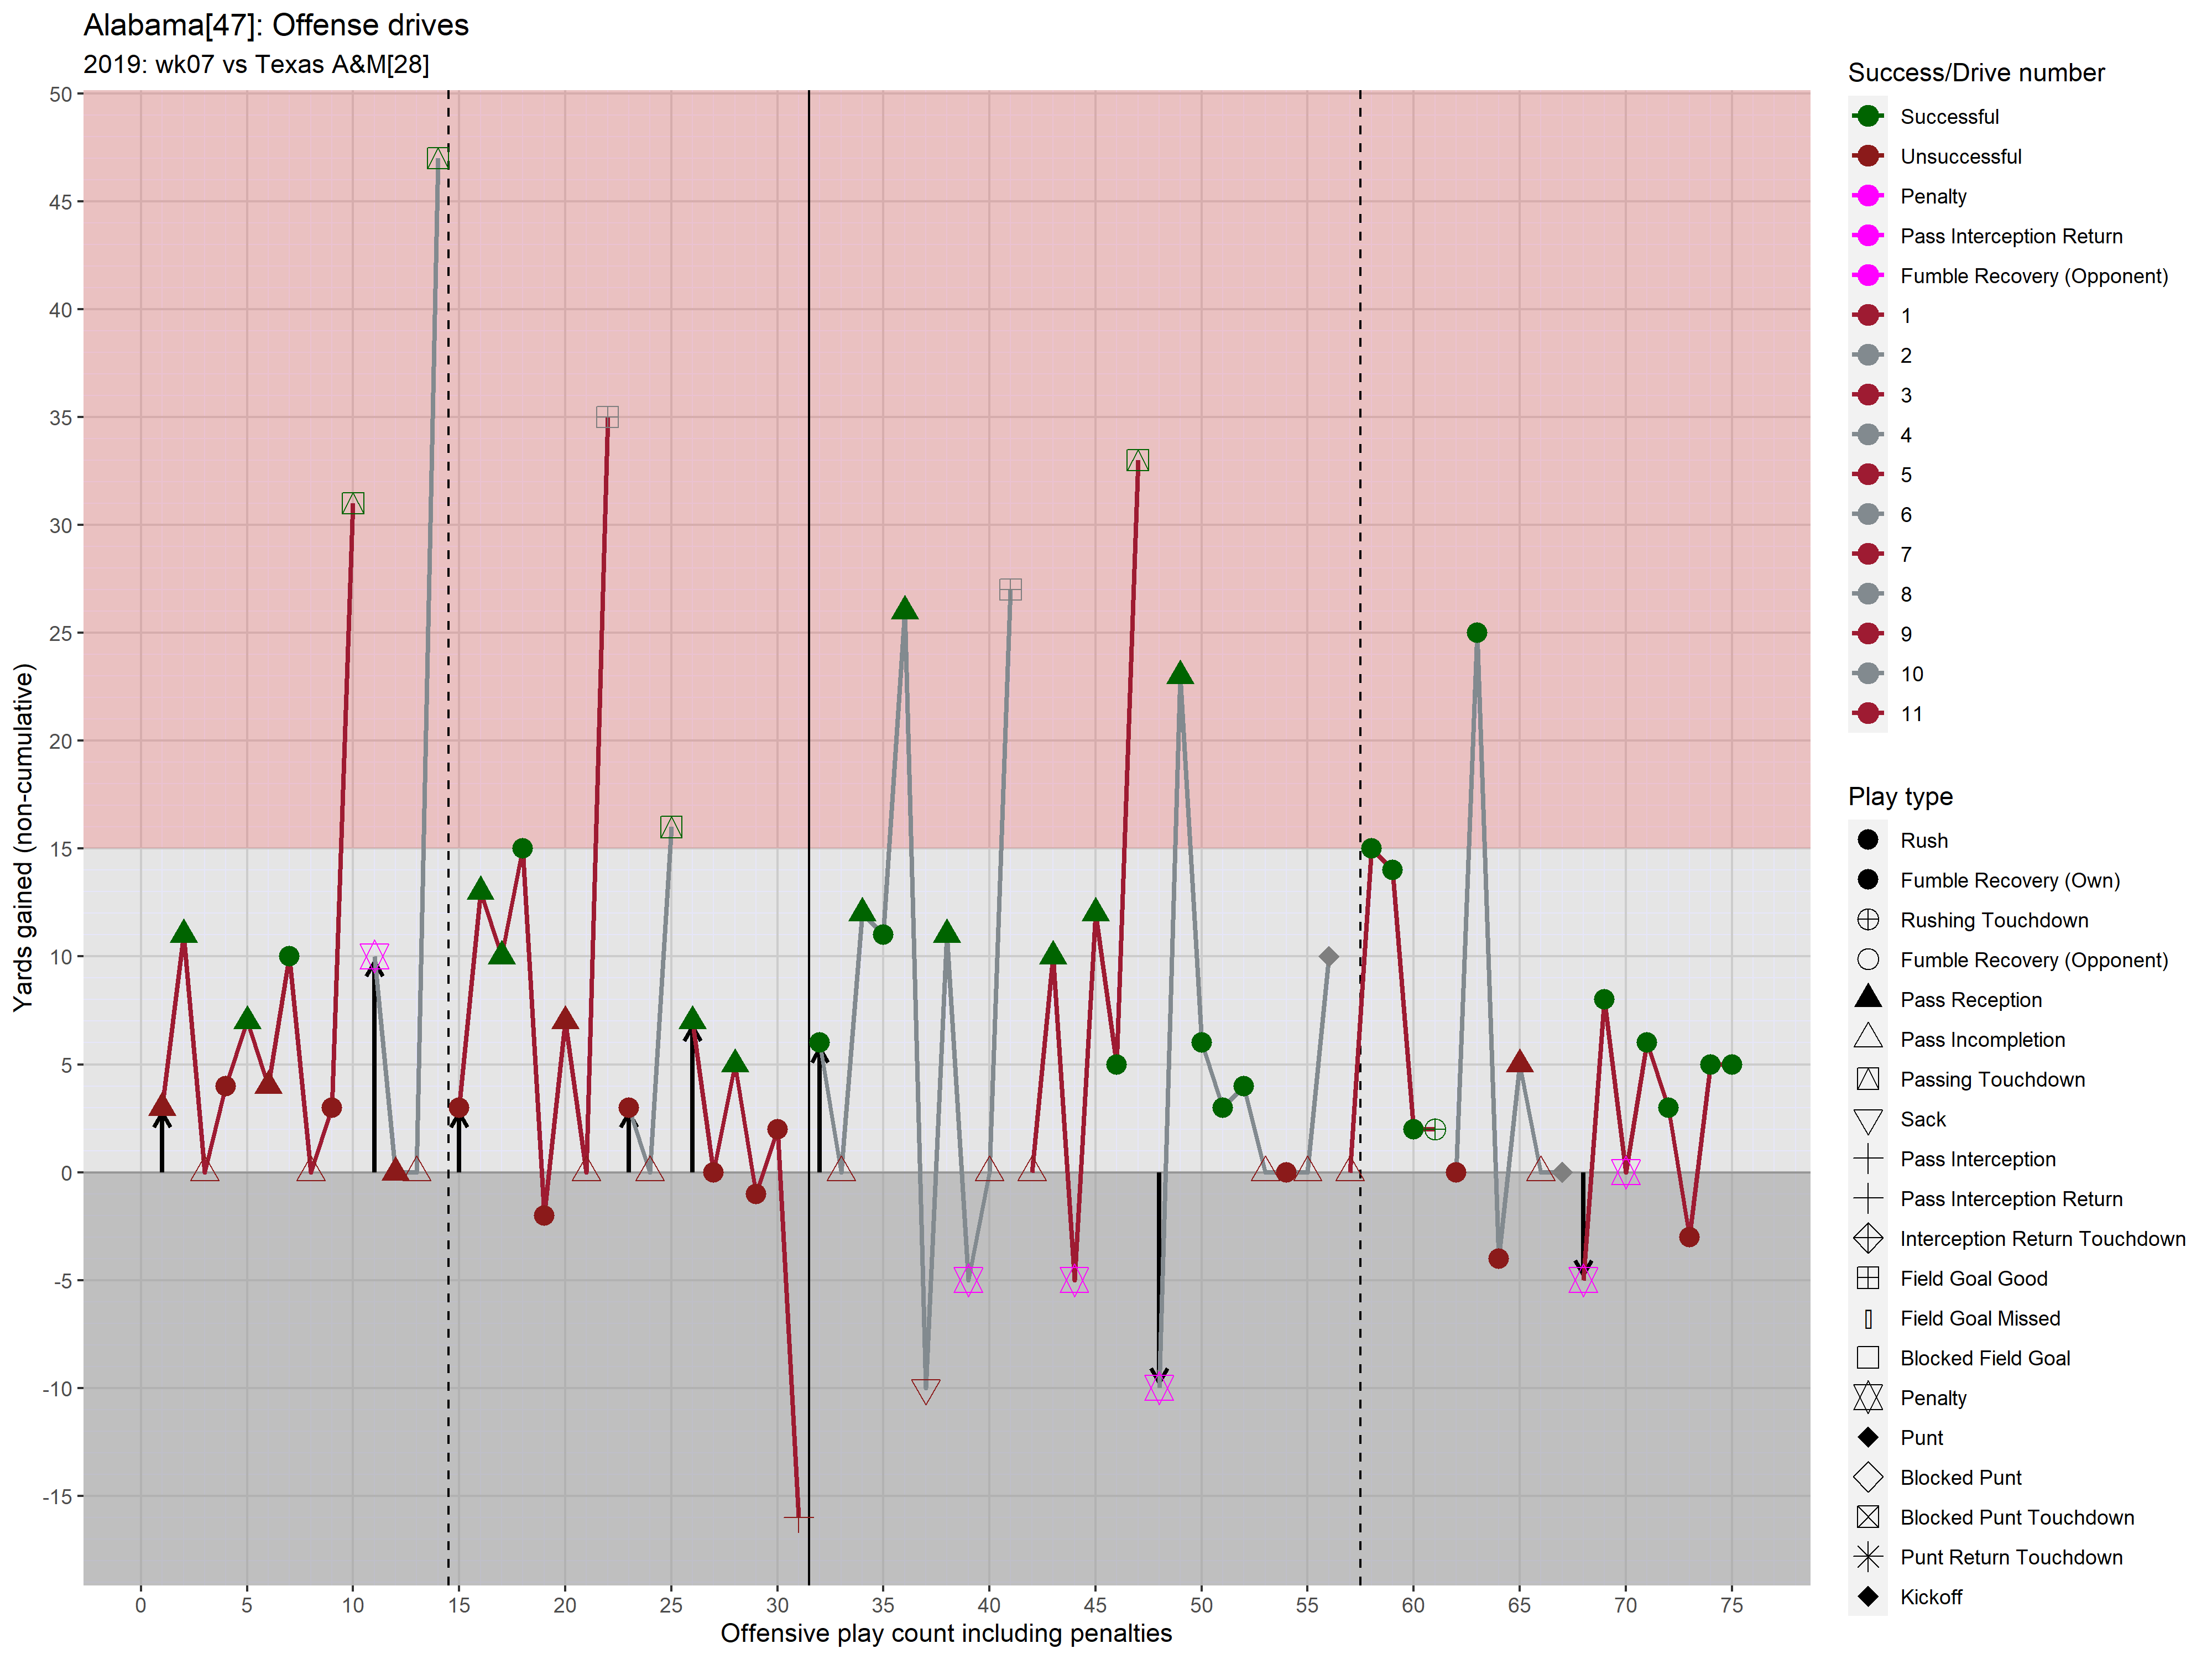 Alabama[47]: Offense drives
2019: wk07 vs Texas A&M[28]
Yards gained (non-cumulative)
50
45
40
35
30
25
20
15
10
5
0
-5
-10
-15
0 5 10 15 20 25 30 35 40 45 50 55 60 65 70 75
Offensive play count including penalties
Success/Drive number
Successful
Unsuccessful
Penalty
Pass Interception Return
Fumble Recovery (Opponent)
1
2
3
4
5
6
7
8
9
10
11
Play type
Rush
Fumble Recovery (Own)
Rushing Touchdown
Fumble Recovery (Opponent)
Pass Reception
Pass Incompletion
Passing Touchdown
Sack
Pass Interception
Pass Interception Return
Interception Return Touchdown
Field Goal Good
Field Goal Missed
Blocked Field Goal
Penalty
Punt
Blocked Punt
Blocked Punt Touchdown
Punt Return Touchdown
Kickoff